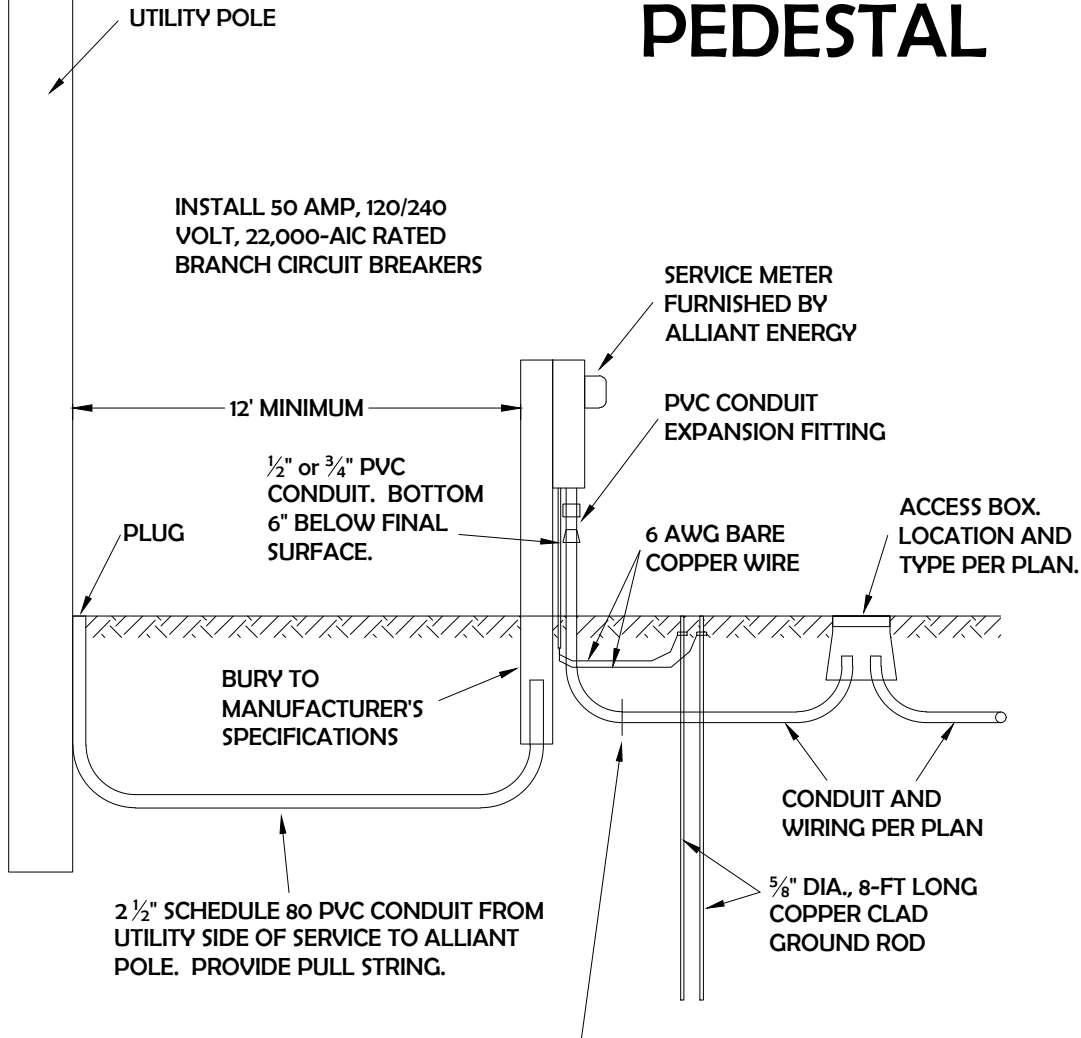 UTILITY POLE
PEDESTAL
INSTALL 50 AMP, 120/240
VOLT, 22,000-AIC RATED
BRANCH CIRCUIT BREAKERS
SERVICE METER
FURNISHED BY
ALLIANT ENERGY
12' MINIMUM
PVC CONDUIT
EXPANSION FITTING
½" or ¾" PVC
CONDUIT. BOTTOM
6" BELOW FINAL
SURFACE.
PLUG
6 AWG BARE
COPPER WIRE
ACCESS BOX.
LOCATION AND
TYPE PER PLAN.
BURY TO
MANUFACTURER'S
SPECIFICATIONS
CONDUIT AND
WIRING PER PLAN
2 ½" SCHEDULE 80 PVC CONDUIT FROM
UTILITY SIDE OF SERVICE TO ALLIANT
POLE. PROVIDE PULL STRING.
⅝" DIA., 8-FT LONG
COPPER CLAD
GROUND ROD